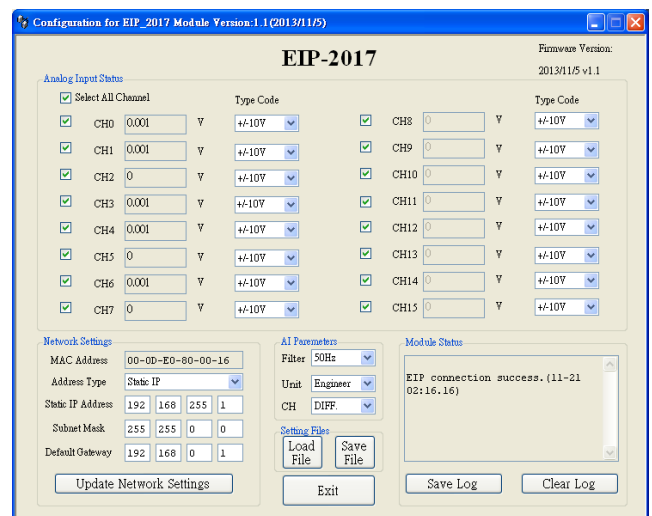 Configuration for EIP_2017 Module Version:1.1(2013/11/5)
EIP-2017
Firmware Version:
2013/11/5 v1.1
Analog Input Status
Select All Channel
Type Code
Type Code
CH0 0.001 V +/-10V
CH8 0 V +/-10V
CH1 0.001 V +/-10V
CH9 0 V +/-10V
CH2 0 V +/-10V
CH10 0 V +/-10V
CH3 0.001 V +/-10V
CH11 0 V +/-10V
CH4 0.001 V +/-10V
CH12 0 V +/-10V
CH5 0 V +/-10V
CH13 0 V +/-10V
CH6 0.001 V +/-10V
CH14 0 V +/-10V
CH7 0 V +/-10V
CH15 0 V +/-10V
Network Settings
MAC Address 00-0D-E0-80-00-16
Address Type Static IP
Static IP Address 192 168 255 1
Subnet Mask 255 255 0 0
Default Gateway 192 168 0 1
Update Network Settings
AI Paremeters
Filter 50Hz
Unit Engineer
CH DIFF.
Setting Files
Load File
Save File
Exit
Module Status
EIP connection success.(11-21
02:16.16)
Save Log
Clear Log